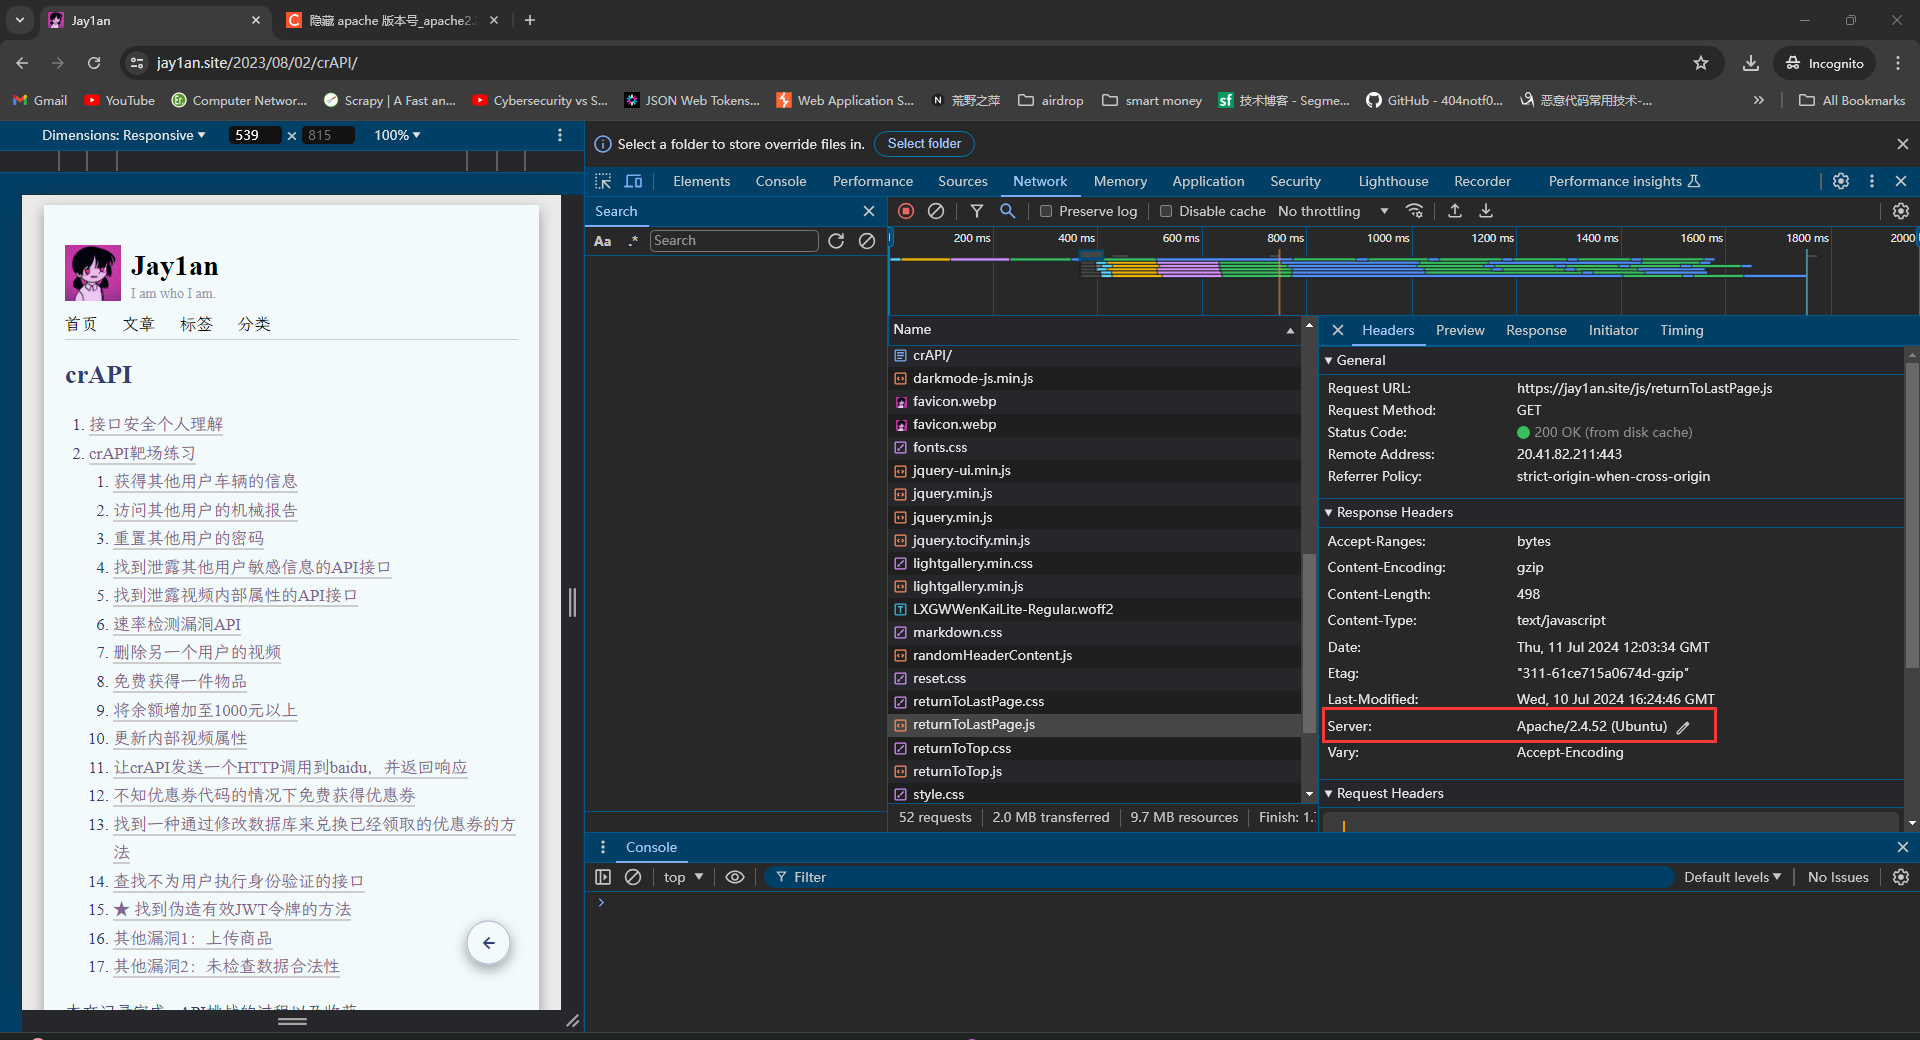 Jay1an
隐藏 apache 版本号_apache2.
jay1an.site/2023/08/02/crAPI/
Incognito
Gmail
YouTube
Computer Networ...
Scrapy | A Fast an...
Cybersecurity vs S...
JSON Web Tokens...
Web Application S...
荒野之萍
airdrop
smart money
技术博客 - Segme...
GitHub - 404notf0...
恶意代码常用技术-...
All Bookmarks
Dimensions: Responsive
539 × 815
100%
Select a folder to store override files in.
Select folder
Elements
Console
Performance
Sources
Network
Memory
Application
Security
Lighthouse
Recorder
Performance insights
Search
Preserve log
Disable cache
No throttling
Aa .* Search
200 ms
400 ms
600 ms
800 ms
1000 ms
1200 ms
1400 ms
1600 ms
1800 ms
2000
Jay1an
I am who I am.
首页 文章 标签 分类
crAPI
1. 接口安全个人理解
2. crAPI靶场练习
1. 获得其他用户车辆的信息
2. 访问其他用户的机械报告
3. 重置其他用户的密码
4. 找到泄露其他用户敏感信息的API接口
5. 找到泄露视频内部属性的API接口
6. 速率检测漏洞API
7. 删除另一个用户的视频
8. 免费获得一件物品
9. 将余额增加至1000元以上
10. 更新内部视频属性
11. 让crAPI发送一个HTTP调用到baidu，并返回响应
12. 不知优惠券代码的情况下免费获得优惠券
13. 找到一种通过修改数据库来兑换已经领取的优惠券的方
法
14. 查找不为用户执行身份验证的接口
15. ★ 找到伪造有效JWT令牌的方法
16. 其他漏洞1：上传商品
17. 其他漏洞2：未检查数据合法性
Name
crAPI/
darkmode-js.min.js
favicon.webp
favicon.webp
fonts.css
jquery-ui.min.js
jquery.min.js
jquery.min.js
jquery.tocify.min.js
lightgallery.min.css
lightgallery.min.js
LXGWWenKaiLite-Regular.woff2
markdown.css
randomHeaderContent.js
reset.css
returnToLastPage.css
returnToLastPage.js
returnToTop.css
returnToTop.js
style.css
52 requests
2.0 MB transferred
9.7 MB resources
Finish: 1.
Headers
Preview
Response
Initiator
Timing
General
Request URL: https://jay1an.site/js/returnToLastPage.js
Request Method: GET
Status Code: 200 OK (from disk cache)
Remote Address: 20.41.82.211:443
Referrer Policy: strict-origin-when-cross-origin
Response Headers
Accept-Ranges: bytes
Content-Encoding: gzip
Content-Length: 498
Content-Type: text/javascript
Date: Thu, 11 Jul 2024 12:03:34 GMT
Etag: "311-61ce715a0674d-gzip"
Last-Modified: Wed, 10 Jul 2024 16:24:46 GMT
Server: Apache/2.4.52 (Ubuntu)
Vary: Accept-Encoding
Request Headers
Console
top
Filter
Default levels
No Issues